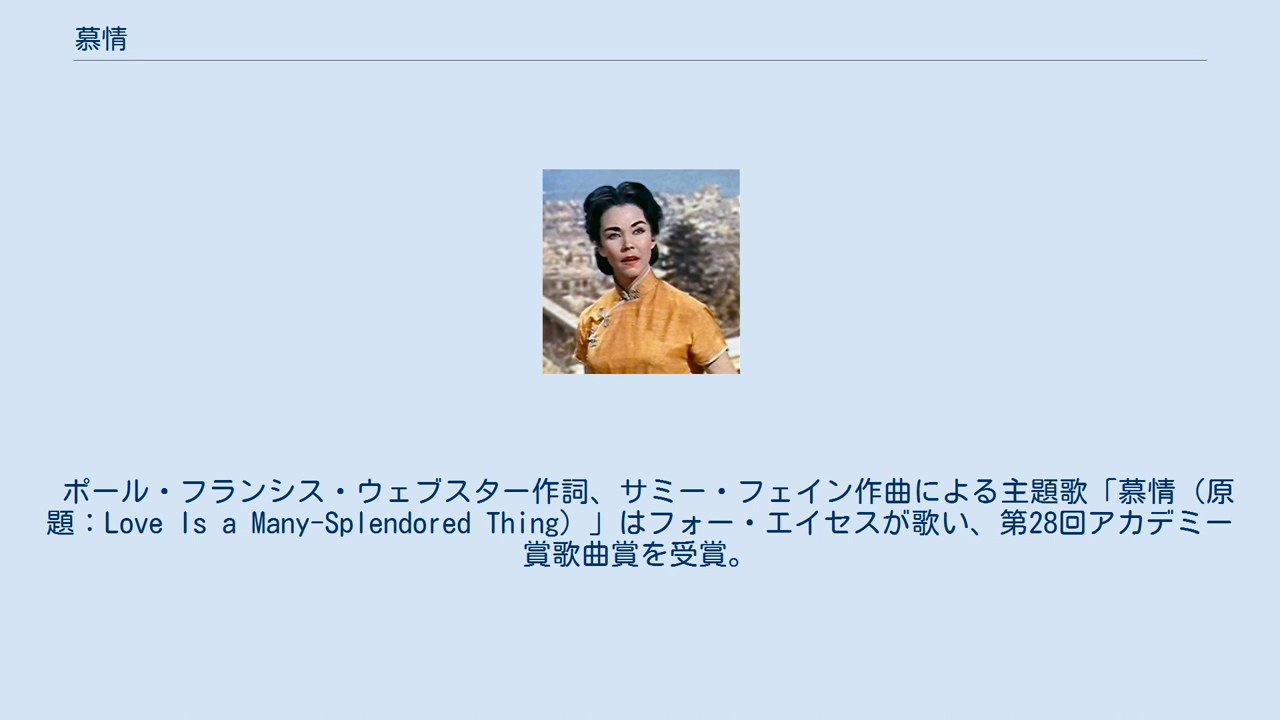 慕情
ポール・フランシス・ウェブスター作詞、サミー・フェイン作曲による主題歌「慕情（原
題：Love Is a Many-Splendored Thing）」はフォー・エイセスが歌い、第28回アカデミー
賞歌曲賞を受賞。